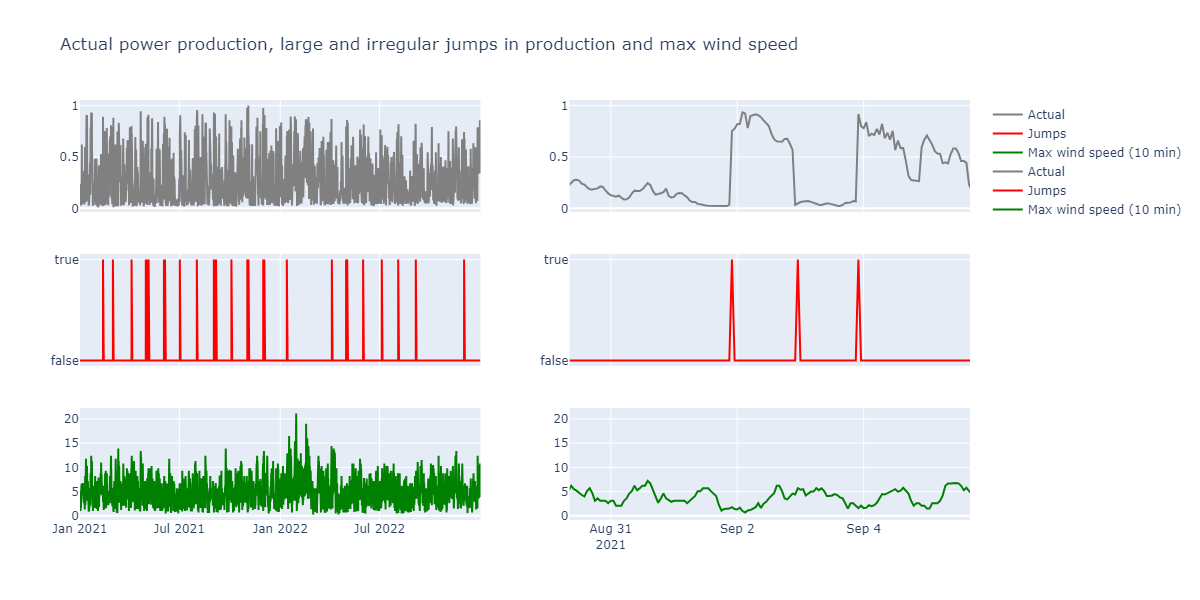 Actual power production, large and irregular jumps in production and max wind speed
1
0.5
0
1
0.5
0
Actual
Jumps
Max wind speed (10 min)
Actual
Jumps
Max wind speed (10 min)
true
false
true
false
20
15
10
5
0
Jan 2021 Jul 2021 Jan 2022 Jul 2022
20
15
10
5
0
Aug 31 Sep 2 Sep 4
2021